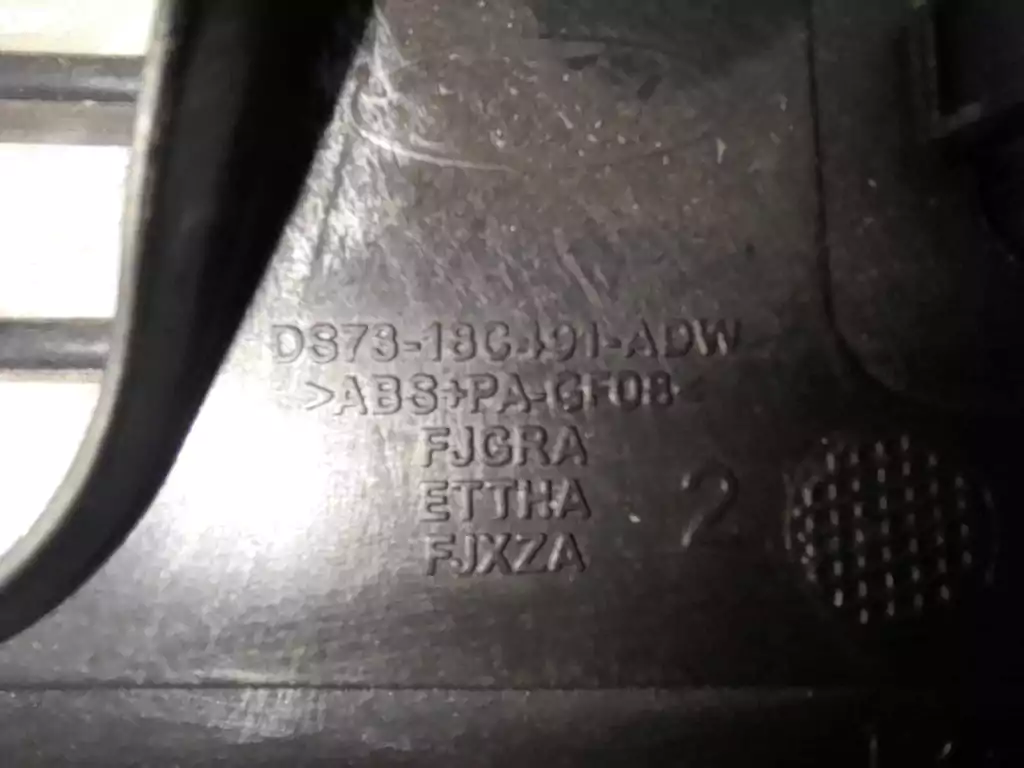 DS73-18C491-ADW
>ABS+PA-GF08<
FJGRA
ETTHA
2
FJXZA